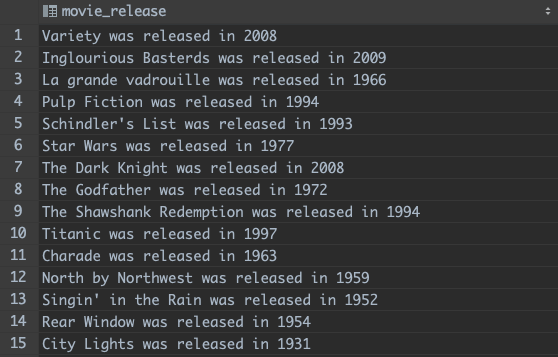 movie_release
1 Variety was released in 2008
2 Inglourious Basterds was released in 2009
3 La grande vadrouille was released in 1966
4 Pulp Fiction was released in 1994
5 Schindler's List was released in 1993
6 Star Wars was released in 1977
7 The Dark Knight was released in 2008
8 The Godfather was released in 1972
9 The Shawshank Redemption was released in 1994
10 Titanic was released in 1997
11 Charade was released in 1963
12 North by Northwest was released in 1959
13 Singin' in the Rain was released in 1952
14 Rear Window was released in 1954
15 City Lights was released in 1931